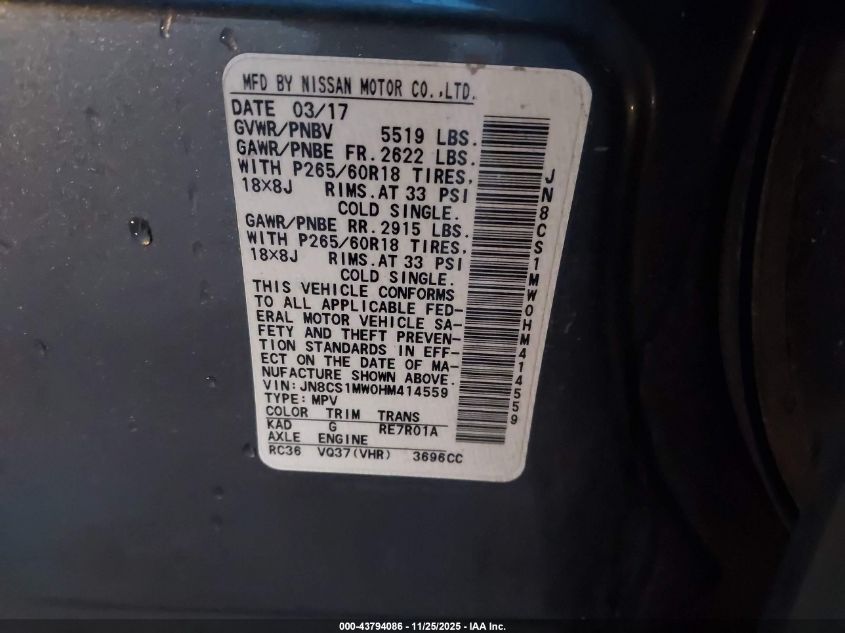 MFD BY NISSAN MOTOR CO.,LTD.
DATE 03/17
GVWR/PNBV 5519 LBS.
GAWR/PNBE FR. 2622 LBS.
WITH P265/60R18 TIRES,
18×8J RIMS. AT 33 PSI
COLD SINGLE.
GAWR/PNBE RR. 2915 LBS.
WITH P265/60R18 TIRES,
18×8J RIMS. AT 33 PSI
COLD SINGLE.
THIS VEHICLE CONFORMS
TO ALL APPLICABLE FED-
ERAL MOTOR VEHICLE SA-
FETY AND THEFT PREVEN-
TION STANDARDS IN EFF-
ECT ON THE DATE OF MA-
NUFACTURE SHOWN ABOVE.
VIN: JN8CS1MW0HM414559
TYPE: MPV
COLOR TRIM TRANS
KAD G RE7R01A
AXLE ENGINE
RC36 VQ37(VHR) 3696CC
JN8CS1MW0HM414559
000-43794086 - 11/25/2025 - IAA Inc.